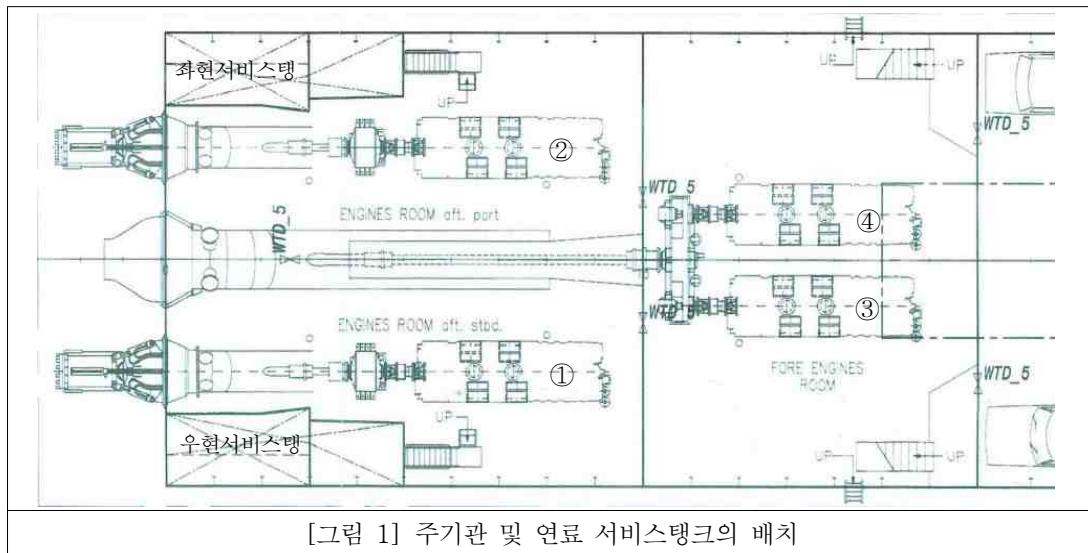 좌현서비스탱
UP
UP
UP
WTD_5
②
WTD_5
ENGINES ROOM aft. port
WTD_5
④
WTD_5
③
ENGINES ROOM aft. stbd.
①
FORE ENGINES
ROOM
WTD_5
UP
우현서비스탱
UP
UP
[그림 1] 주기관 및 연료 서비스탱크의 배치